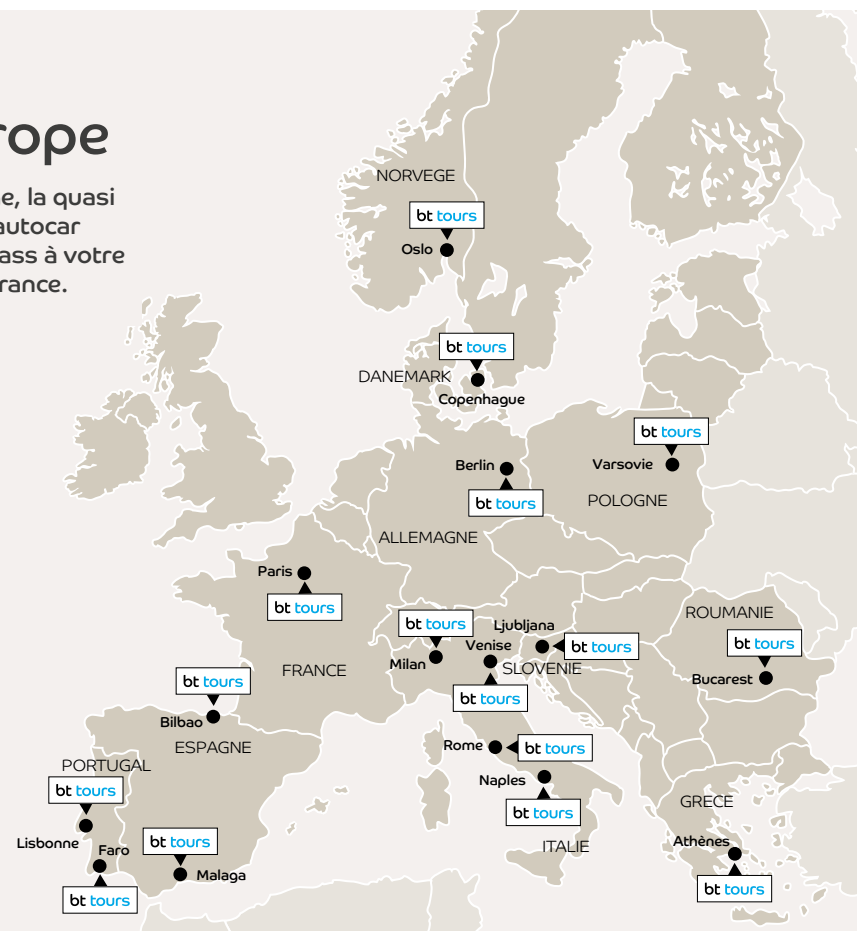 rope
e, la quasi
autocar
ass à votre
rance.
NORVEGE
bt tours
Oslo
bt tours
DANEMARK
Copenhague
bt tours
Berlin
Varsovie
bt tours
POLOGNE
ALLEMAGNE
Paris
bt tours
ROUMANIE
bt tours
Ljubljana
bt tours
bt tours
Venise
Milan
SLOVENIE
FRANCE
bt tours
Bucarest
bt tours
Bilbao
ESPAGNE
Rome
bt tours
PORTUGAL
Naples
bt tours
bt tours
GRECE
Lisbonne
bt tours
Athènes
ITALIE
Faro
Malaga
bt tours
bt tours